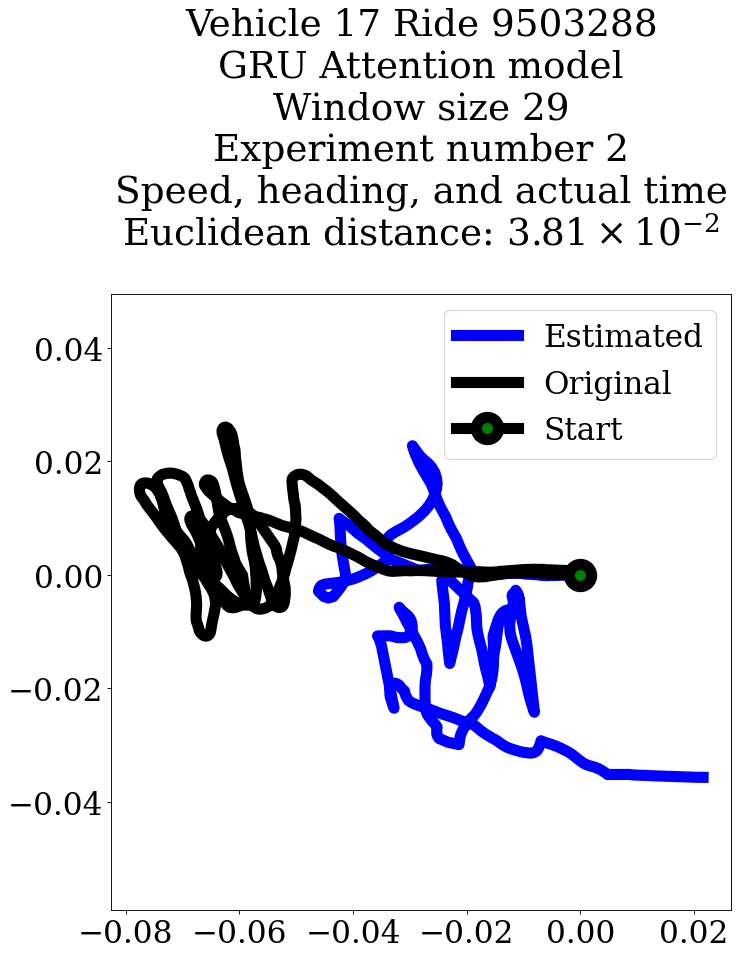 Vehicle 17 Ride 9503288
GRU Attention model
Window size 29
Experiment number 2
Speed, heading, and actual time
Euclidean distance: 3.81 × 10⁻²
Estimated
Original
Start
0.04
0.02
0.00
−0.02
−0.04
−0.08 −0.06 −0.04 −0.02 0.00 0.02